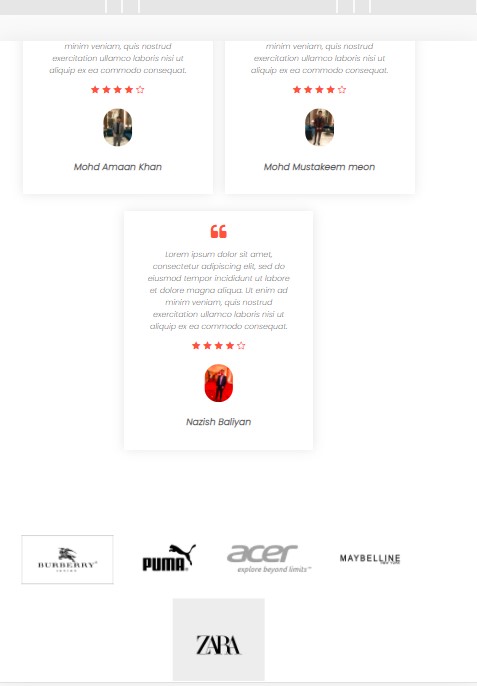 minim veniam, quis nostrud
exercitation ullamco laboris nisi ut
aliquip ex ea commodo consequat.
Mohd Amaan Khan
minim veniam, quis nostrud
exercitation ullamco laboris nisi ut
aliquip ex ea commodo consequat.
Mohd Mustakeem meon
Lorem ipsum dolor sit amet,
consectetur adipiscing elit, sed do
eiusmod tempor incididunt ut labore
et dolore magna aliqua. Ut enim ad
minim veniam, quis nostrud
exercitation ullamco laboris nisi ut
aliquip ex ea commodo consequat.
Nazish Baliyan
BURBERRY
LONDON
PUMA
acer
explore beyond limits™
MAYBELLINE
NEW YORK
ZARA